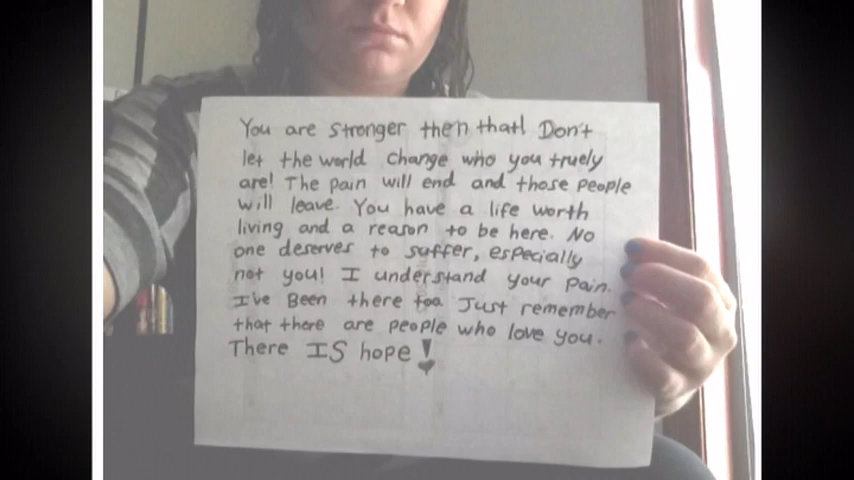 You are stronger then that! Don't
let the world change who you truely
are! The pain will end and those people
will leave. You have a life worth
living and a reason to be here. No
one deserves to suffer, especially
not you! I understand your pain.
I've Been there too. Just remember
that there are people who love you.
There IS hope!